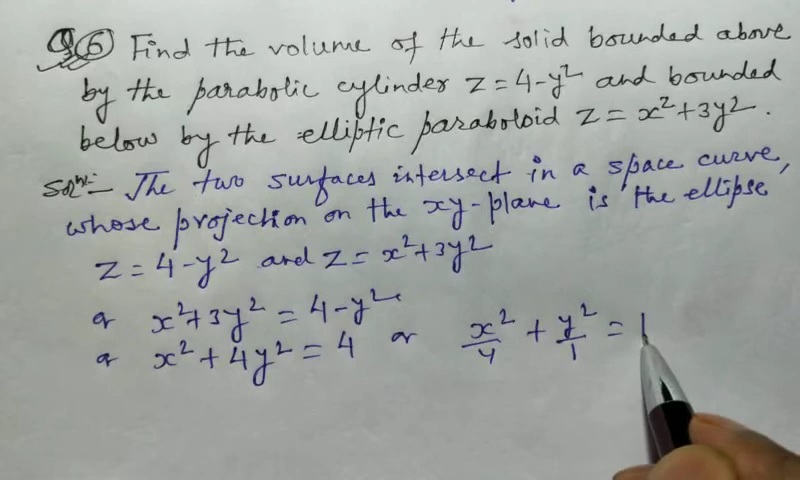 Q(6) Find the volume of the solid bounded above
by the parabolic cylinder z = 4-y² and bounded
below by the elliptic paraboloid z = x²+3y².
Solⁿ:- The two surfaces intersect in a space curve,
whose projection on the xy-plane is the ellipse
z = 4-y² and z = x²+3y²
or x²+3y² = 4-y²
or x²+4y² = 4 or x²/4 + y²/1 = 1